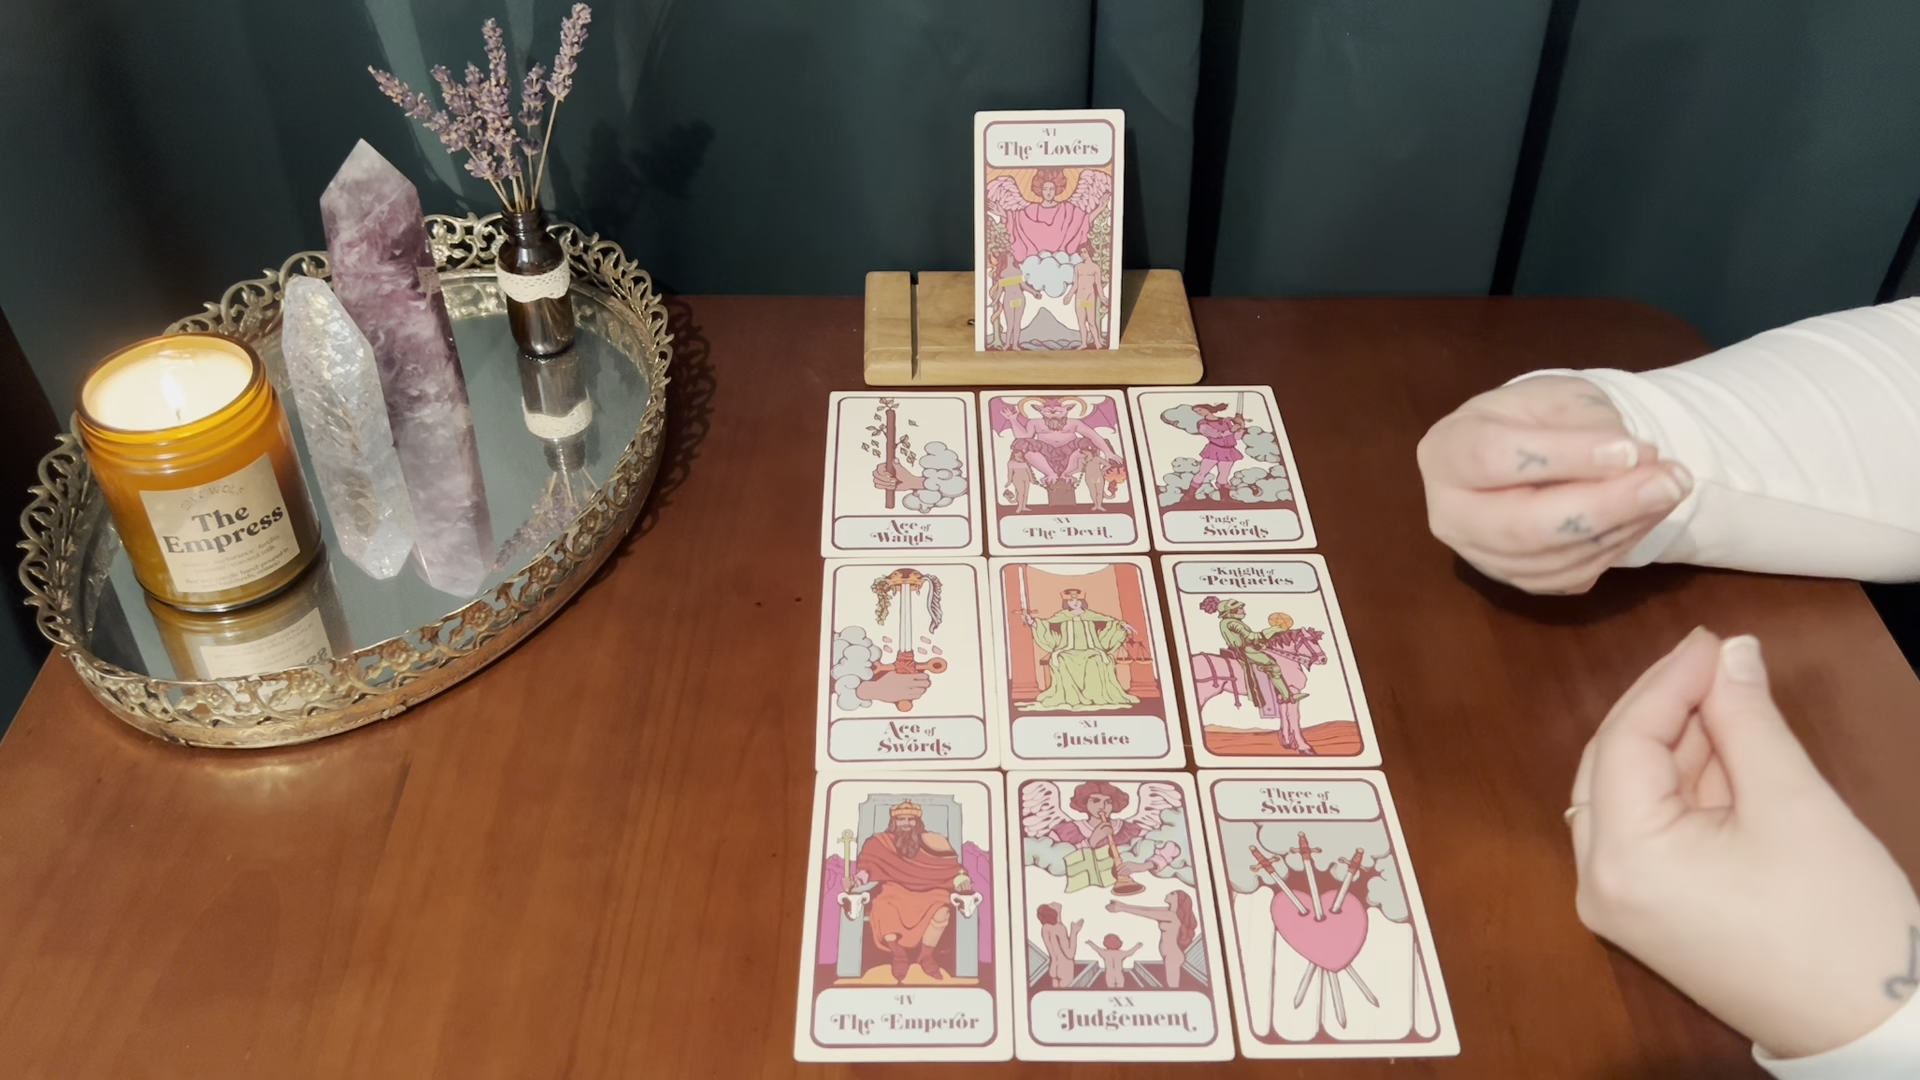 VI
The Lovers
Ace of
Wands
XV
The Devil
Page of
Swords
Ace of
Swords
XI
Justice
Knight of
Pentacles
IV
The Emperor
XX
Judgement
Three of
Swords
The
Empress